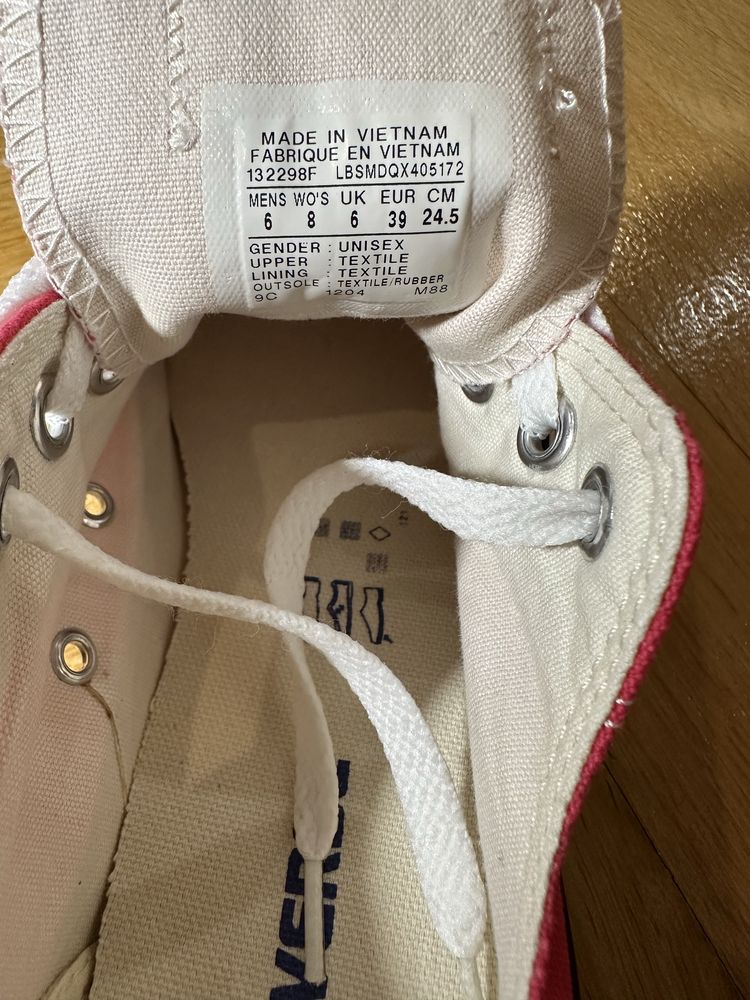 MADE IN VIETNAM
FABRIQUE EN VIETNAM
132298F LBSMDQX405172
MENS WO'S UK EUR CM
6 8 6 39 24.5
GENDER : UNISEX
UPPER : TEXTILE
LINING : TEXTILE
OUTSOLE : TEXTILE/RUBBER
9C 1204 M88
VERS